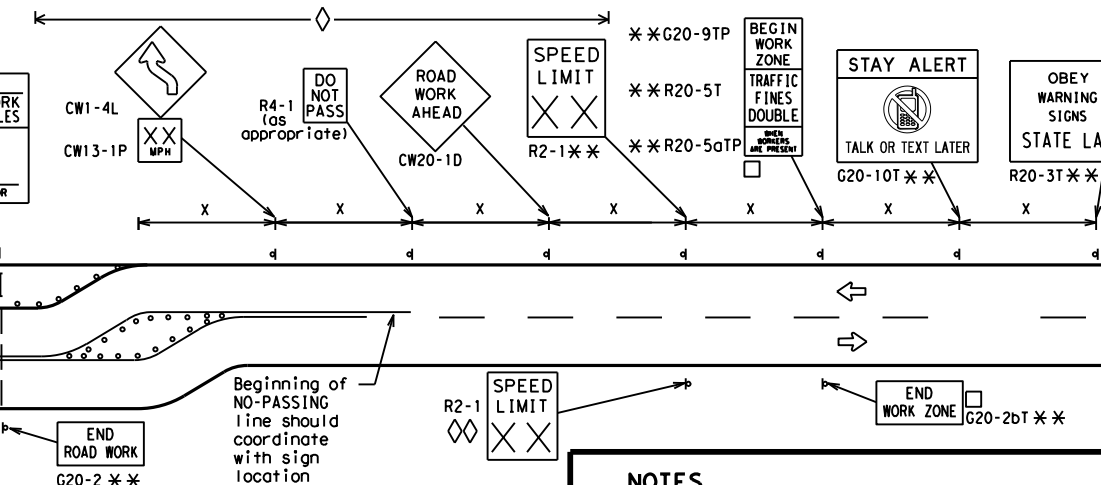 RK
LES
R
CW1-4L
CW13-1P
XX
MPH
R4-1
(as
appropriate)
DO
NOT
PASS
ROAD
WORK
AHEAD
CW20-1D
SPEED
LIMIT
XX
R2-1**
**G20-9TP
**R20-5T
**R20-5aTP
BEGIN
WORK
ZONE
TRAFFIC
FINES
DOUBLE
WHEN
WORKERS
ARE PRESENT
STAY ALERT
TALK OR TEXT LATER
G20-10T**
OBEY
WARNING
SIGNS
STATE LA
R20-3T**
X X X X X X X
Beginning of
NO-PASSING
line should
coordinate
with sign
location
R2-1
SPEED
LIMIT
XX
END
WORK ZONE
G20-2bT**
END
ROAD WORK
G20-2**
NOTES